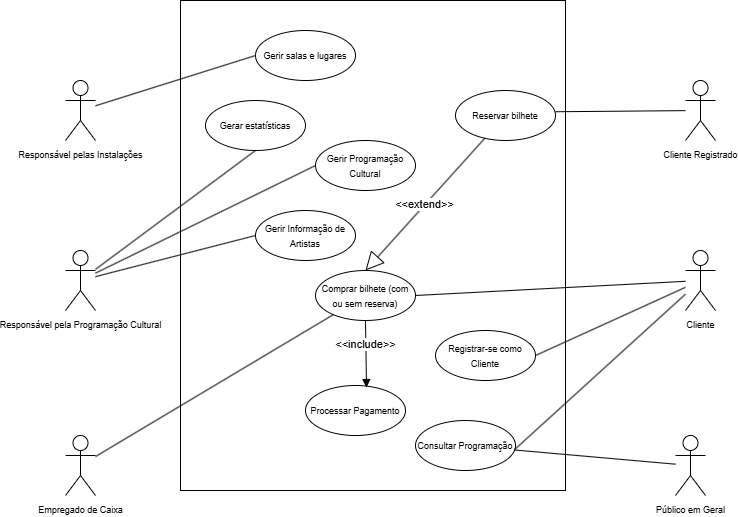 Gerir salas e lugares
Gerar estatísticas
Reservar bilhete
Responsável pelas Instalações
Cliente Registrado
Gerir Programação
Cultural
<<extend>>
Gerir Informação de
Artistas
Comprar bilhete (com
ou sem reserva)
Responsável pela Programação Cultural
Cliente
<<include>>
Registrar-se como
Cliente
Processar Pagamento
Consultar Programação
Empregado de Caixa
Público em Geral